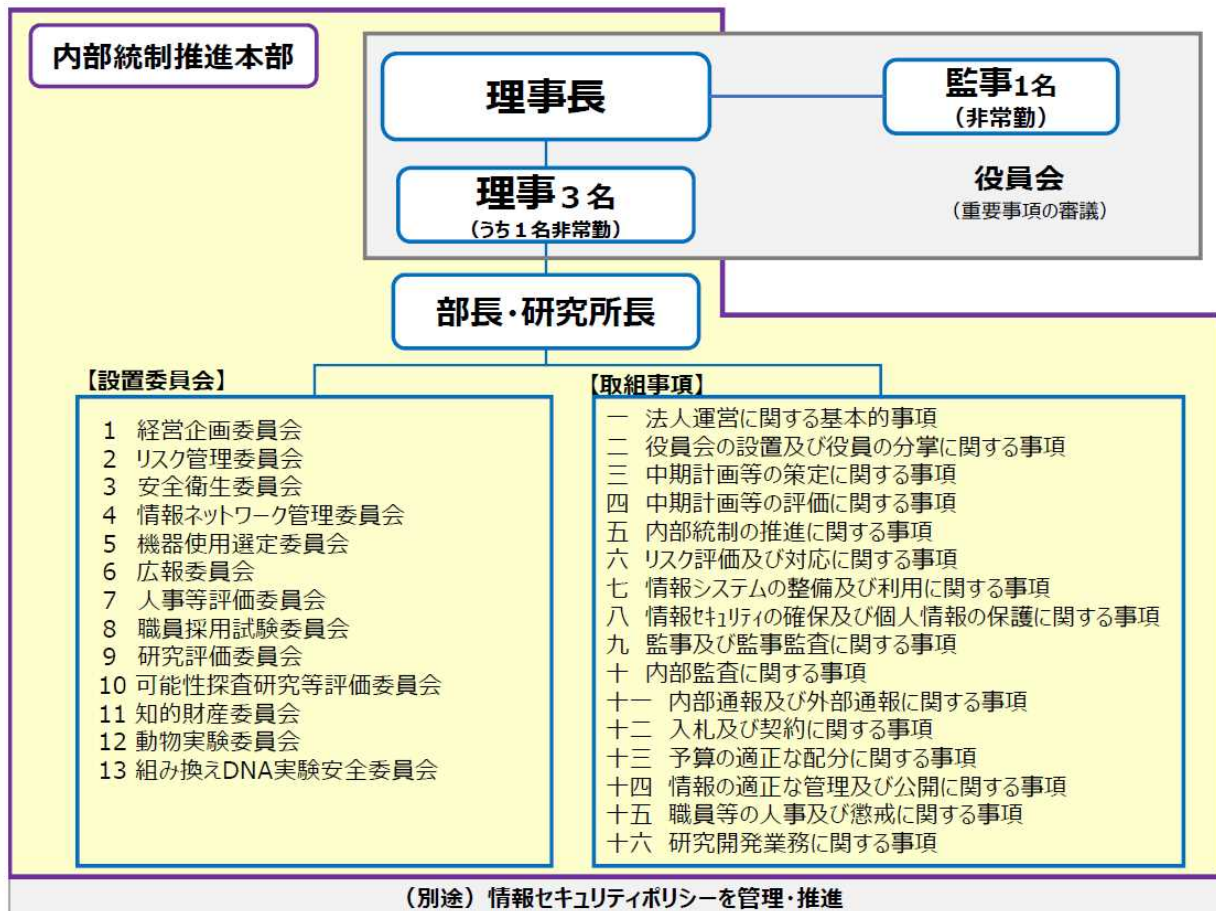 内部統制推進本部
理事長
監事1名
（非常勤）
理事３名
（うち１名非常勤）
役員会
（重要事項の審議）
部長・研究所長
【設置委員会】
1 経営企画委員会
2 リスク管理委員会
3 安全衛生委員会
4 情報ネットワーク管理委員会
5 機器使用選定委員会
6 広報委員会
7 人事等評価委員会
8 職員採用試験委員会
9 研究評価委員会
10 可能性探査研究等評価委員会
11 知的財産委員会
12 動物実験委員会
13 組み換えDNA実験安全委員会
【取組事項】
一 法人運営に関する基本的事項
二 役員会の設置及び役員の分掌に関する事項
三 中期計画等の策定に関する事項
四 中期計画等の評価に関する事項
五 内部統制の推進に関する事項
六 リスク評価及び対応に関する事項
七 情報システムの整備及び利用に関する事項
八 情報セキュリティの確保及び個人情報の保護に関する事項
九 監事及び監事監査に関する事項
十 内部監査に関する事項
十一 内部通報及び外部通報に関する事項
十二 入札及び契約に関する事項
十三 予算の適正な配分に関する事項
十四 情報の適正な管理及び公開に関する事項
十五 職員等の人事及び懲戒に関する事項
十六 研究開発業務に関する事項
（別途）情報セキュリティポリシーを管理・推進